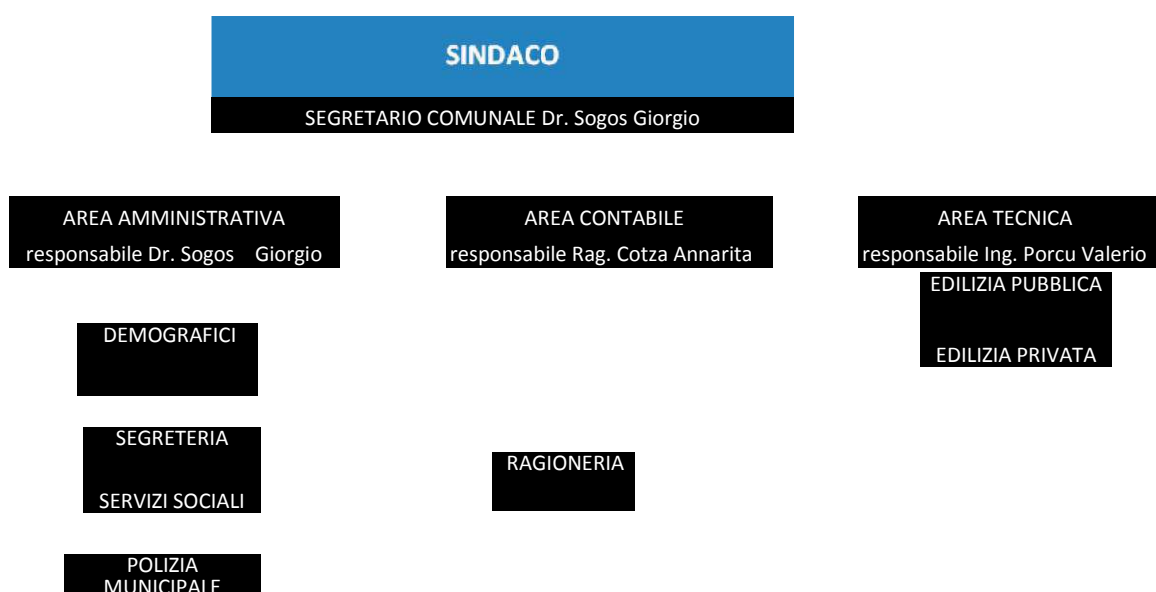 SINDACO
SEGRETARIO COMUNALE Dr. Sogos Giorgio
AREA AMMINISTRATIVA
responsabile Dr. Sogos Giorgio
AREA CONTABILE
responsabile Rag. Cotza Annarita
AREA TECNICA
responsabile Ing. Porcu Valerio
EDILIZIA PUBBLICA
EDILIZIA PRIVATA
DEMOGRAFICI
SEGRETERIA
SERVIZI SOCIALI
RAGIONERIA
POLIZIA
MUNICIPALE